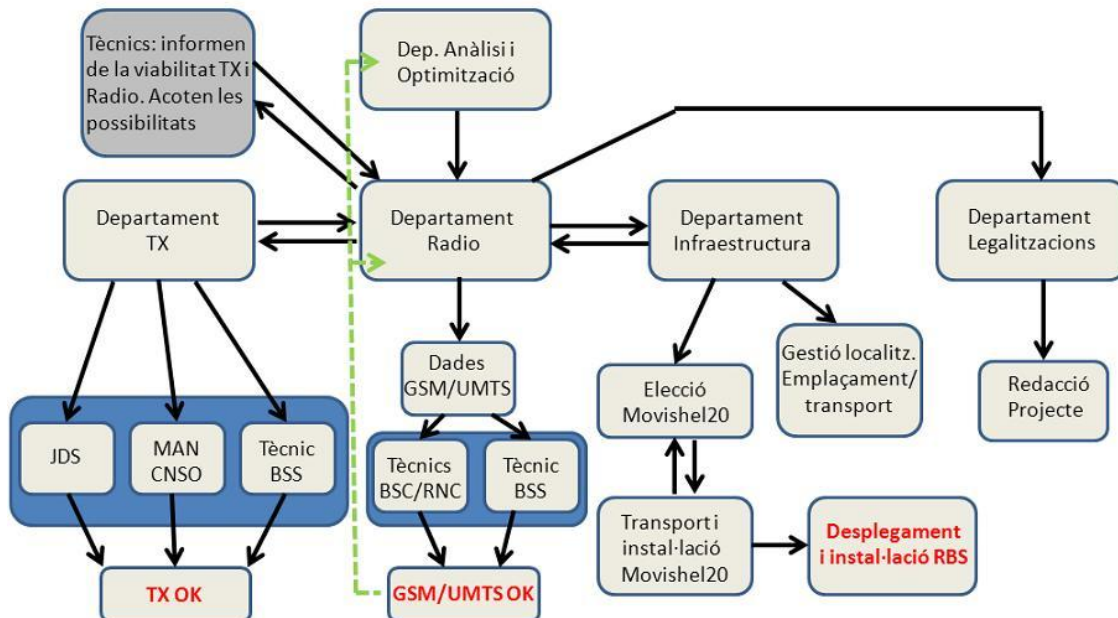 Tècnics: informen
de la viabilitat TX i
Radio. Acoten les
possibilitats
Dep. Anàlisi i
Optimització
Departament
TX
Departament
Radio
Departament
Infraestructura
Departament
Legalitzacions
Dades
GSM/UMTS
Elecció
Movishel20
Gestió localitz.
Emplaçament/
transport
Redacció
Projecte
JDS
MAN
CNSO
Tècnic
BSS
Tècnics
BSC/RNC
Tècnic
BSS
Transport i
instal·lació
Movishel20
Desplegament
i instal·lació RBS
TX OK
GSM/UMTS OK